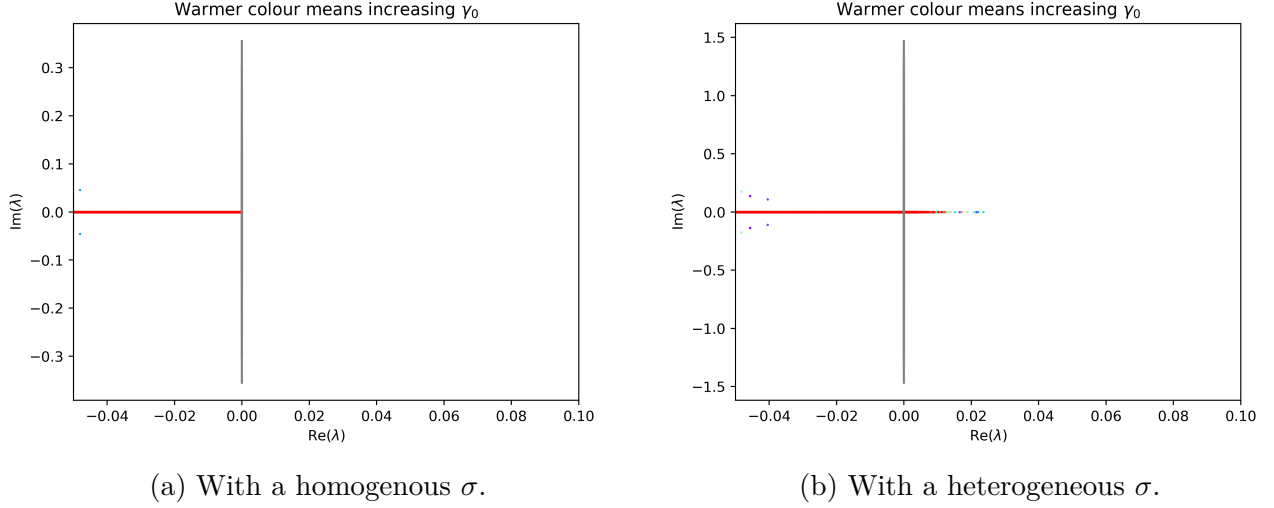 Warmer colour means increasing γ₀
0.3
0.2
0.1
0.0
−0.1
−0.2
−0.3
Im(λ)
−0.04 −0.02 0.00 0.02 0.04 0.06 0.08 0.10
Re(λ)
(a) With a homogenous σ.
Warmer colour means increasing γ₀
1.5
1.0
0.5
0.0
−0.5
−1.0
−1.5
Im(λ)
−0.04 −0.02 0.00 0.02 0.04 0.06 0.08 0.10
Re(λ)
(b) With a heterogeneous σ.